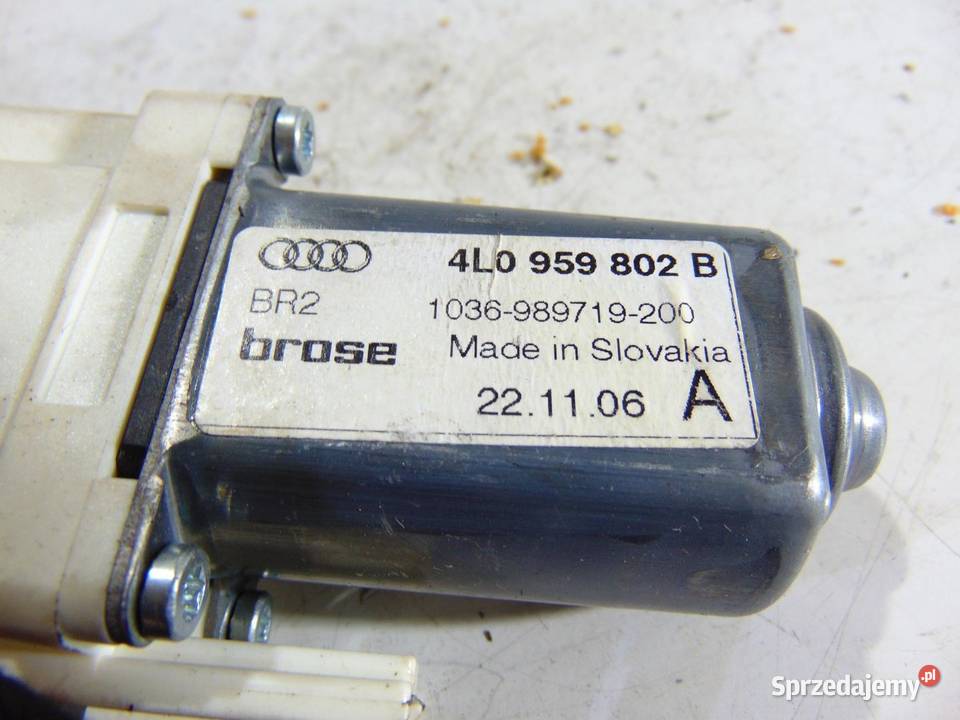 4L0 959 802 B
BR2 1036-989719-200
brose Made in Slovakia
22.11.06 A
Sprzedajemy.pl